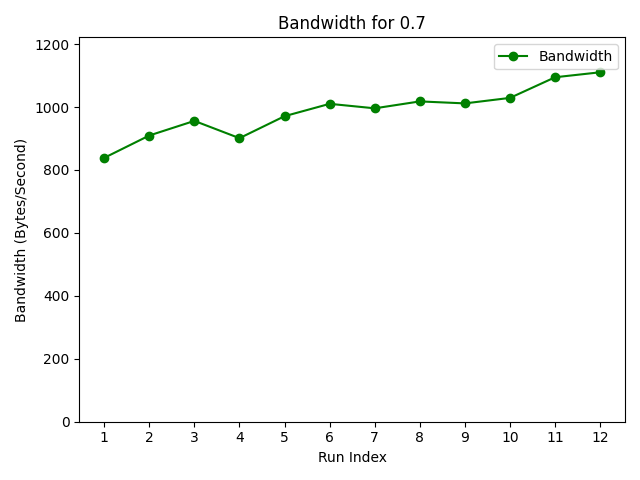 Bandwidth for 0.7
Bandwidth
Bandwidth (Bytes/Second)
1200
1000
800
600
400
200
0
1 2 3 4 5 6 7 8 9 10 11 12
Run Index